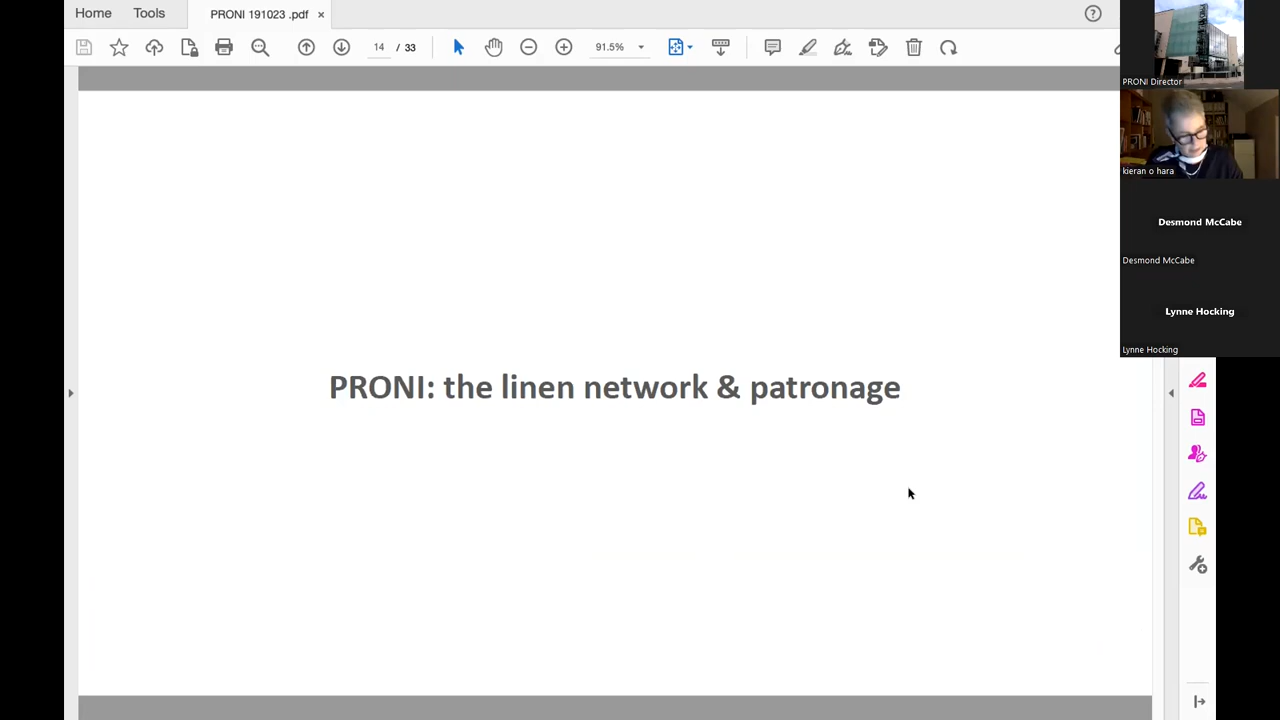 Home
Tools
PRONI 191023 .pdf
14 / 33
91.5%
PRONI Director
kieran o hara
Desmond McCabe
Desmond McCabe
Lynne Hocking
Lynne Hocking
PRONI: the linen network & patronage